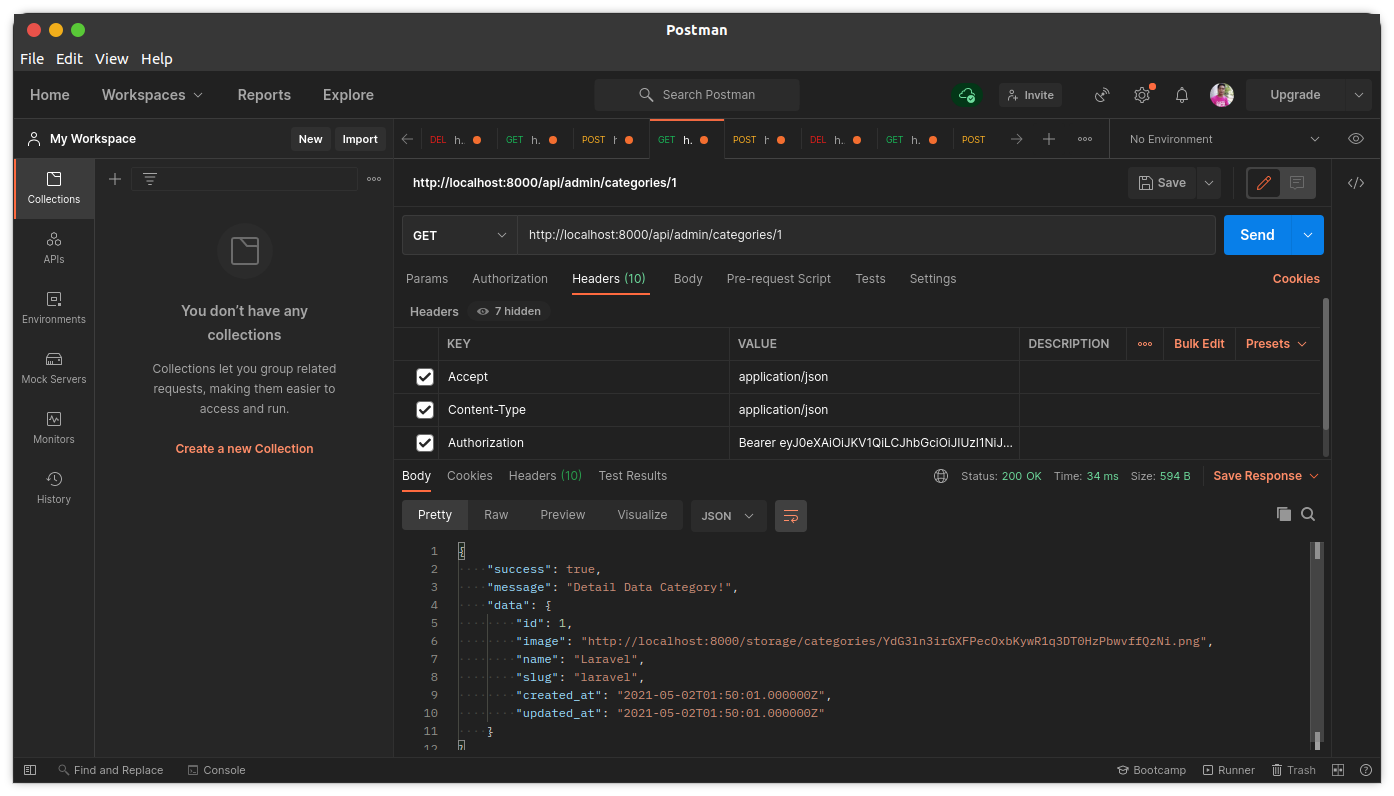 Postman
File Edit View Help
Home Workspaces Reports Explore Search Postman Invite Upgrade
My Workspace New Import DEL h. GET h. POST h GET h. POST h DEL h. GET h. POST No Environment
Collections
APIs
Environments
Mock Servers
Monitors
History
You don’t have any
collections
Collections let you group related
requests, making them easier to
access and run.
Create a new Collection
http://localhost:8000/api/admin/categories/1 Save
GET http://localhost:8000/api/admin/categories/1 Send
Params Authorization Headers (10) Body Pre-request Script Tests Settings Cookies
Headers 7 hidden
KEY VALUE DESCRIPTION Bulk Edit Presets
Accept application/json
Content-Type application/json
Authorization Bearer eyJ0eXAiOiJKV1QiLCJhbGciOiJIUzI1NiJ...
Body Cookies Headers (10) Test Results Status: 200 OK Time: 34 ms Size: 594 B Save Response
Pretty Raw Preview Visualize JSON
1 {
2 "success": true,
3 "message": "Detail Data Category!",
4 "data": {
5 "id": 1,
6 "image": "http://localhost:8000/storage/categories/YdG3ln3irGXFPecOxbKywR1q3DT0HzPbwvffQzNi.png",
7 "name": "Laravel",
8 "slug": "laravel",
9 "created_at": "2021-05-02T01:50:01.000000Z",
10 "updated_at": "2021-05-02T01:50:01.000000Z"
11 }
12 }
Find and Replace Console Bootcamp Runner Trash